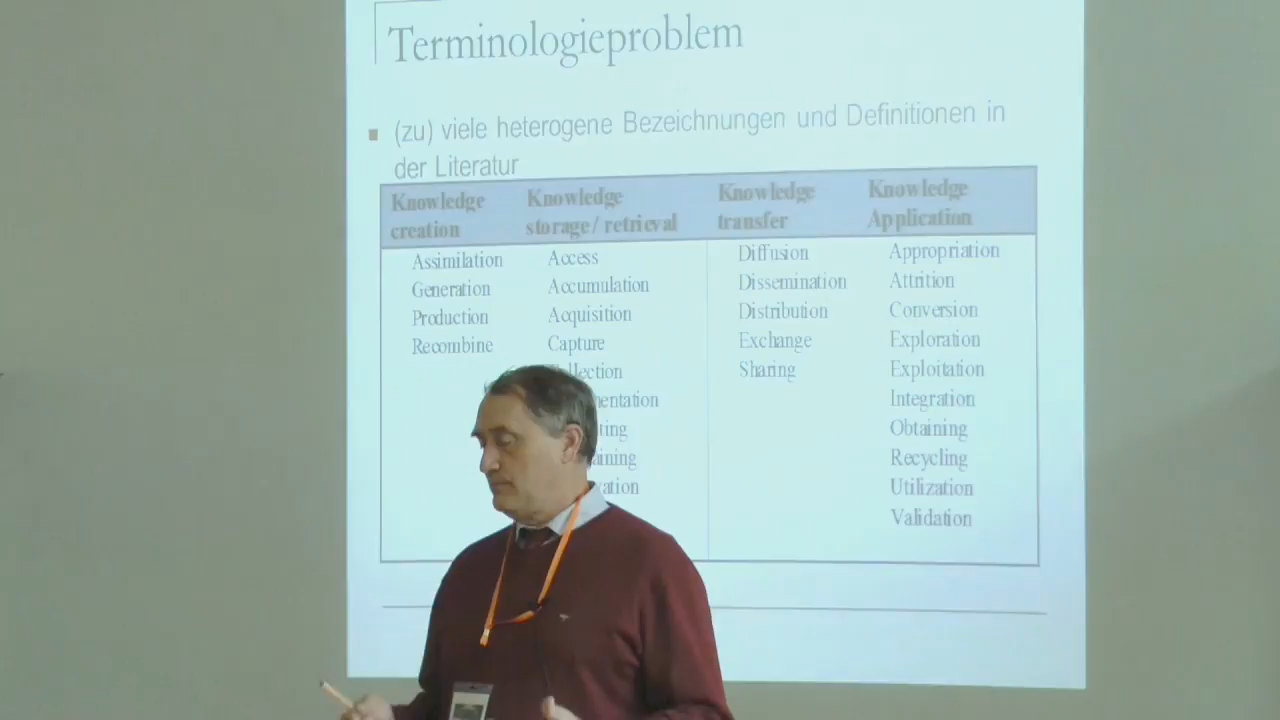 Terminologieproblem
(zu) viele heterogene Bezeichnungen und Definitionen in
der Literatur
Knowledge creation
Knowledge storage / retrieval
Knowledge transfer
Knowledge Application
Assimilation
Generation
Production
Recombine
Access
Accumulation
Acquisition
Capture
Diffusion
Dissemination
Distribution
Exchange
Sharing
Appropriation
Attrition
Conversion
Exploration
Exploitation
Integration
Obtaining
Recycling
Utilization
Validation